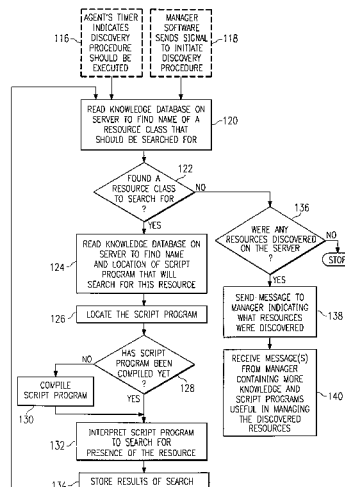 AGENT'S TIMER
INDICATES
DISCOVERY
PROCEDURE
SHOULD BE
EXECUTED
116
MANAGER
SOFTWARE
SENDS SIGNAL
TO INITIATE
DISCOVERY
PROCEDURE
118
READ KNOWLEDGE DATABASE ON
SERVER TO FIND NAME OF A
RESOURCE CLASS THAT
SHOULD BE SEARCHED FOR
120
122
FOUND A
RESOURCE CLASS
TO SEARCH FOR
?
NO
YES
136
WERE ANY
RESOURCES DISCOVERED
ON THE SERVER
?
NO
STOP
YES
124
READ KNOWLEDGE DATABASE ON
SERVER TO FIND NAME
AND LOCATION OF SCRIPT
PROGRAM THAT WILL
SEARCH FOR THIS RESOURCE
126
LOCATE THE SCRIPT PROGRAM
SEND MESSAGE TO
MANAGER INDICATING
WHAT RESOURCES
WERE DISCOVERED
138
NO
HAS SCRIPT
PROGRAM BEEN
COMPILED YET
?
128
YES
COMPILE
SCRIPT PROGRAM
130
RECEIVE MESSAGE(S)
FROM MANAGER
CONTAINING MORE
KNOWLEDGE AND
SCRIPT PROGRAMS
USEFUL IN MANAGING
THE DISCOVERED
RESOURCES
140
132
INTERPRET SCRIPT PROGRAM
TO SEARCH FOR
PRESENCE OF THE RESOURCE
134
STORE RESULTS OF SEARCH